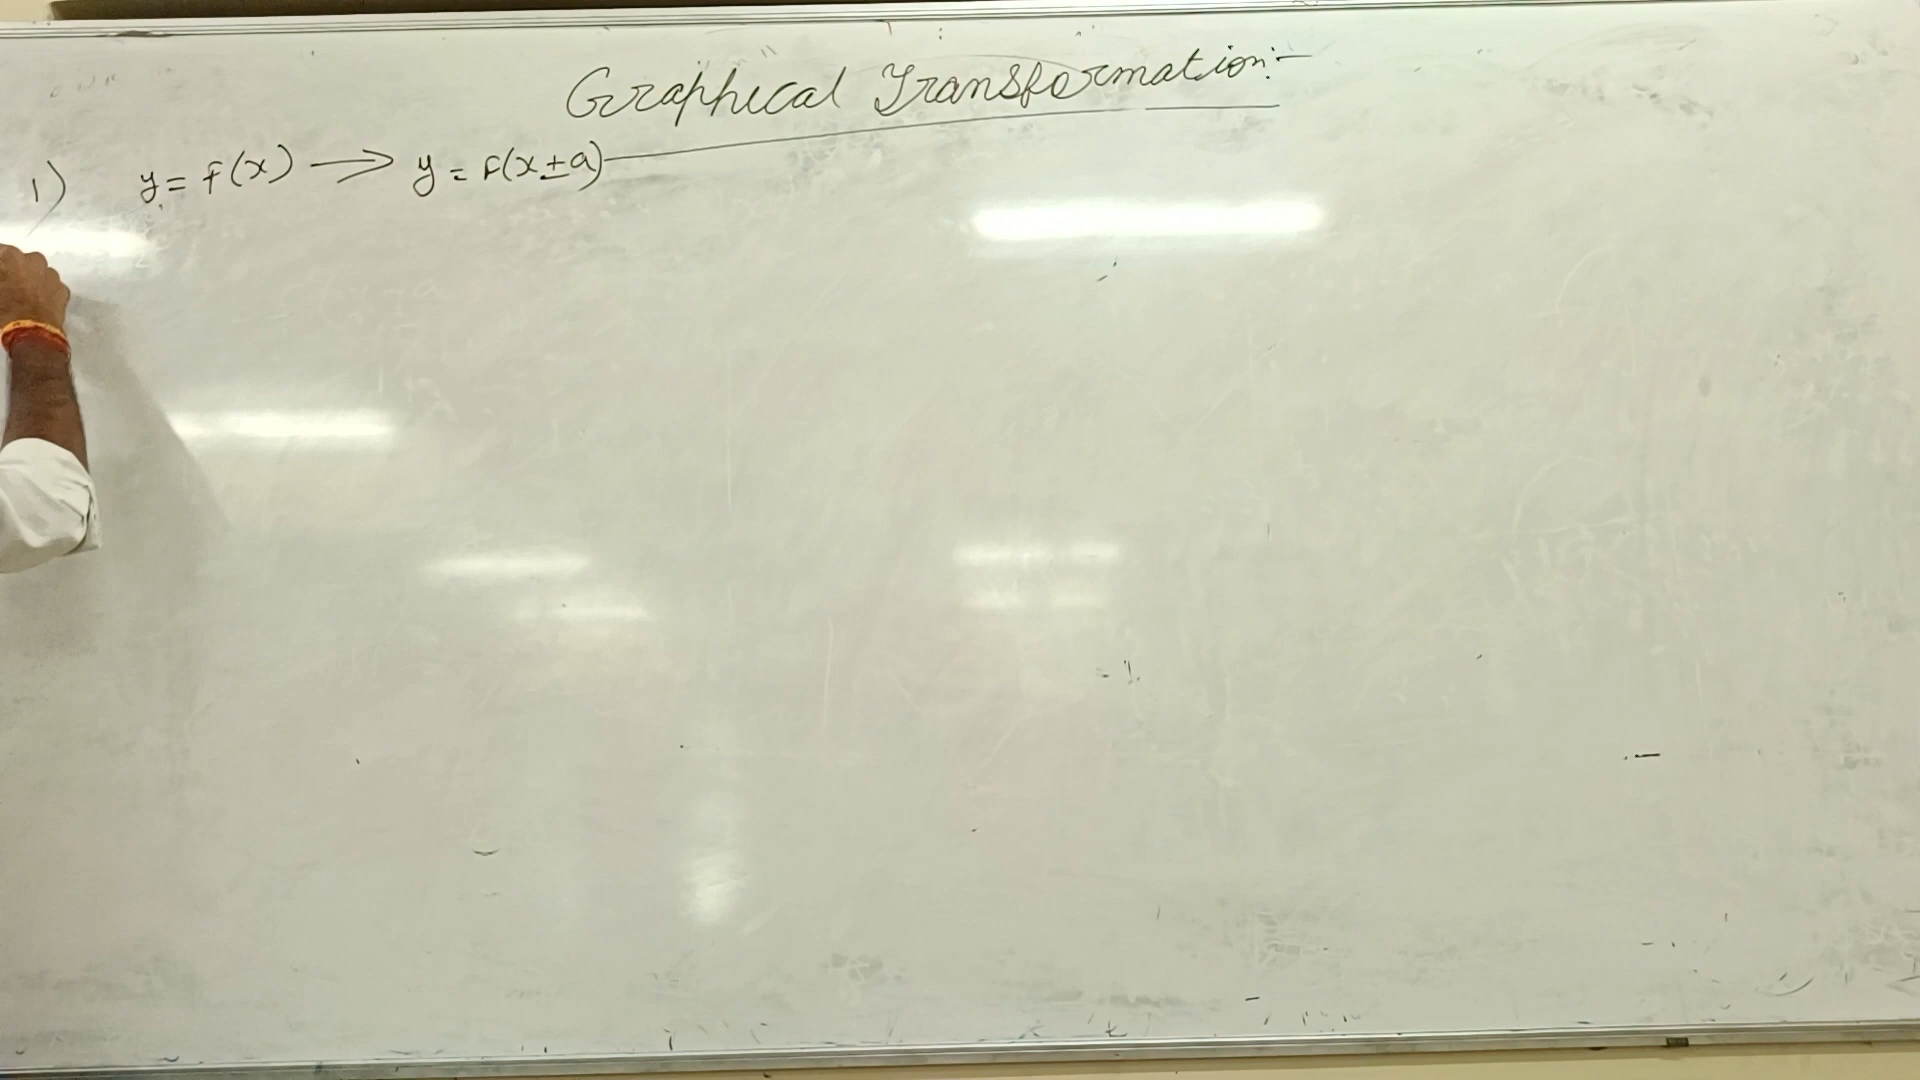 Graphical Transformation:-
1) y = f(x) → y = f(x±a)